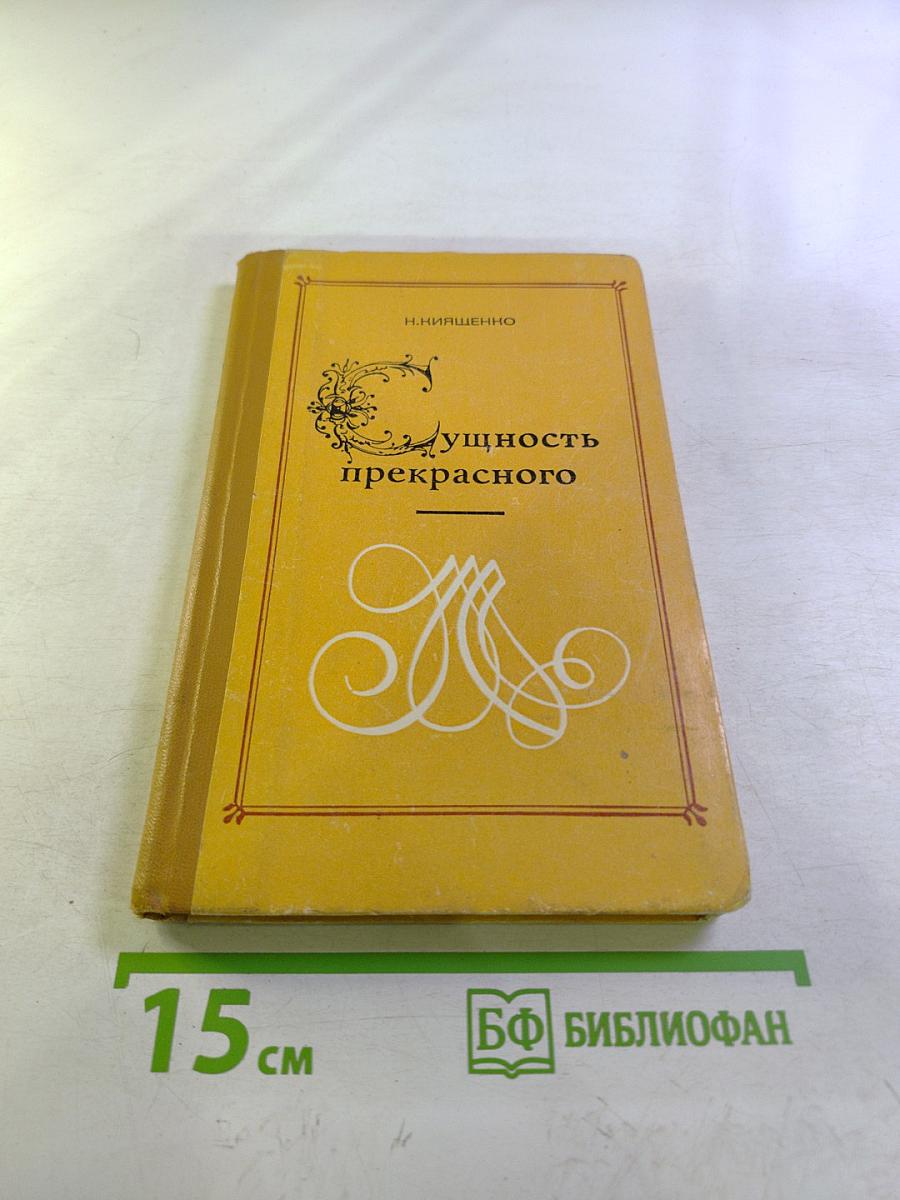 Н.КИЯЩЕНКО
Сущность
прекрасного
15 см
БФ БИБЛИОФАН